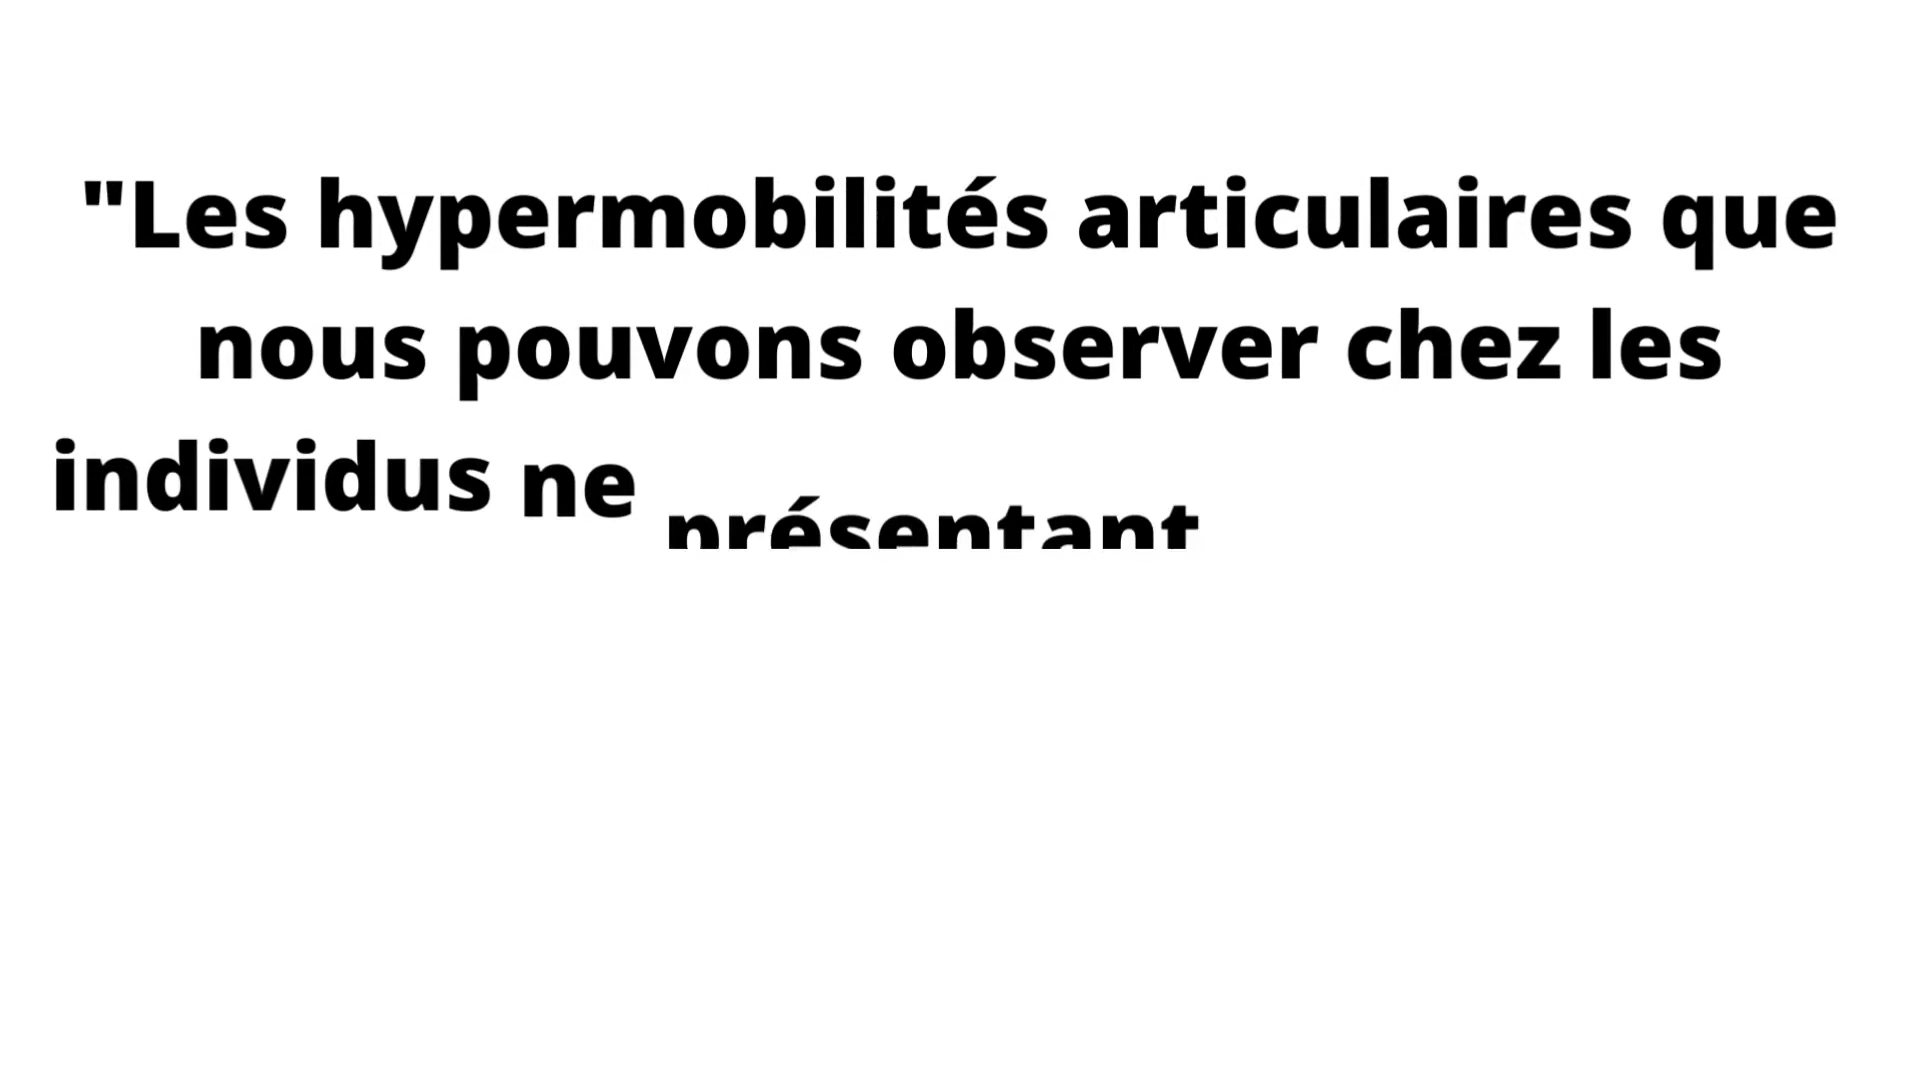 "Les hypermobilités articulaires que
nous pouvons observer chez les
individus ne présentant